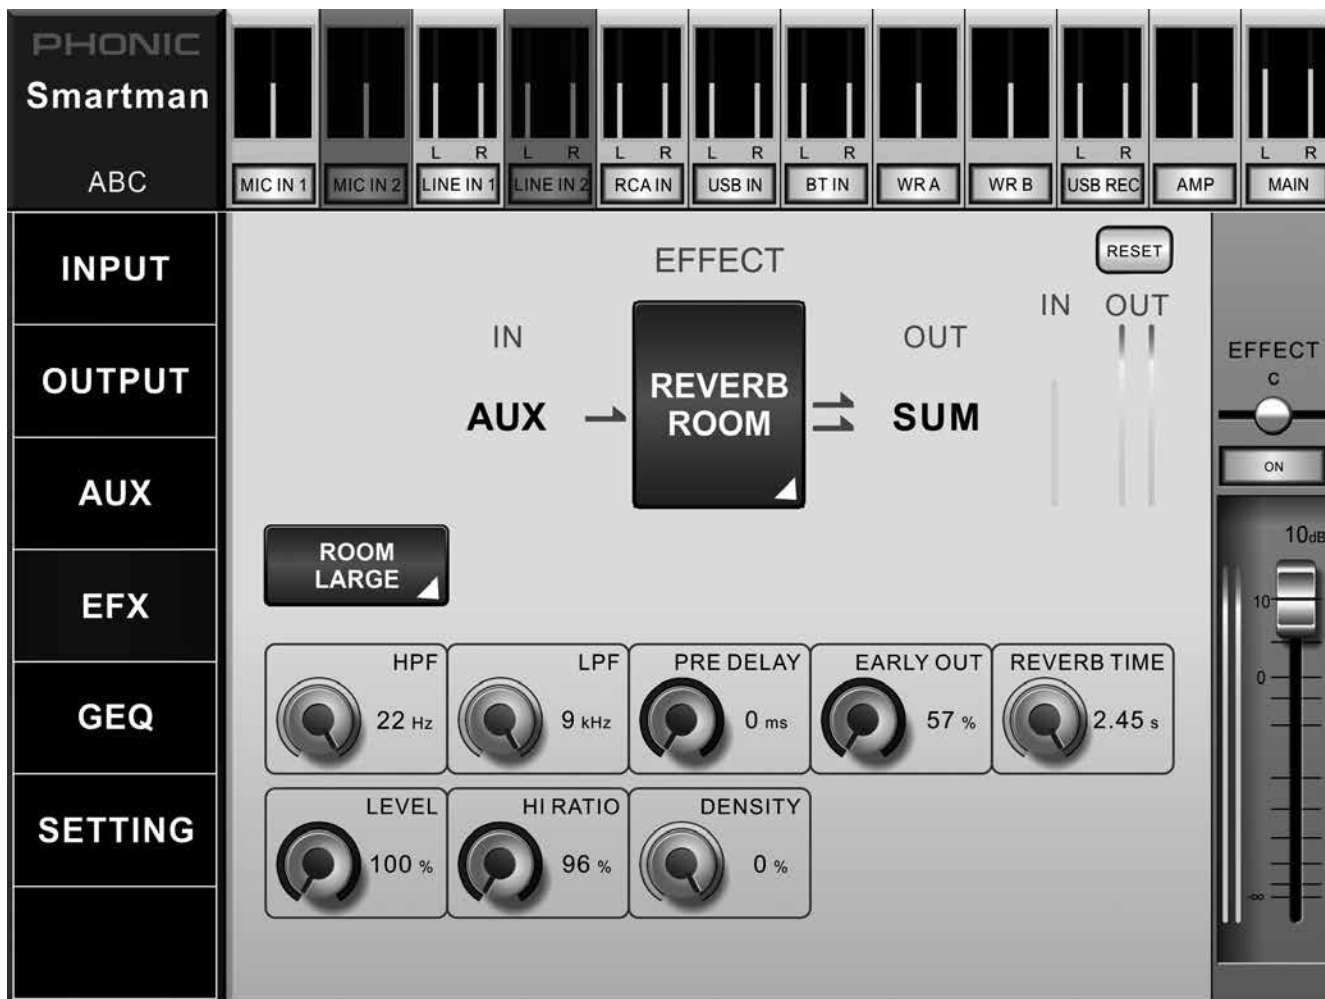 PHONIC
Smartman
ABC
L R L R L R L R L R L R L R
MIC IN 1 MIC IN 2 LINE IN 1 LINE IN 2 RCA IN USB IN BT IN WR A WR B USB REC AMP MAIN
INPUT
OUTPUT
AUX
EFX
GEQ
SETTING
EFFECT
RESET
IN
OUT
IN OUT
AUX
REVERB
ROOM
SUM
ROOM
LARGE
HPF
22 Hz
LPF
9 kHz
PRE DELAY
0 ms
EARLY OUT
57 %
REVERB TIME
2.45 s
LEVEL
100 %
HI RATIO
96 %
DENSITY
0 %
EFFECT
C
ON
10dB
10
0
-∞